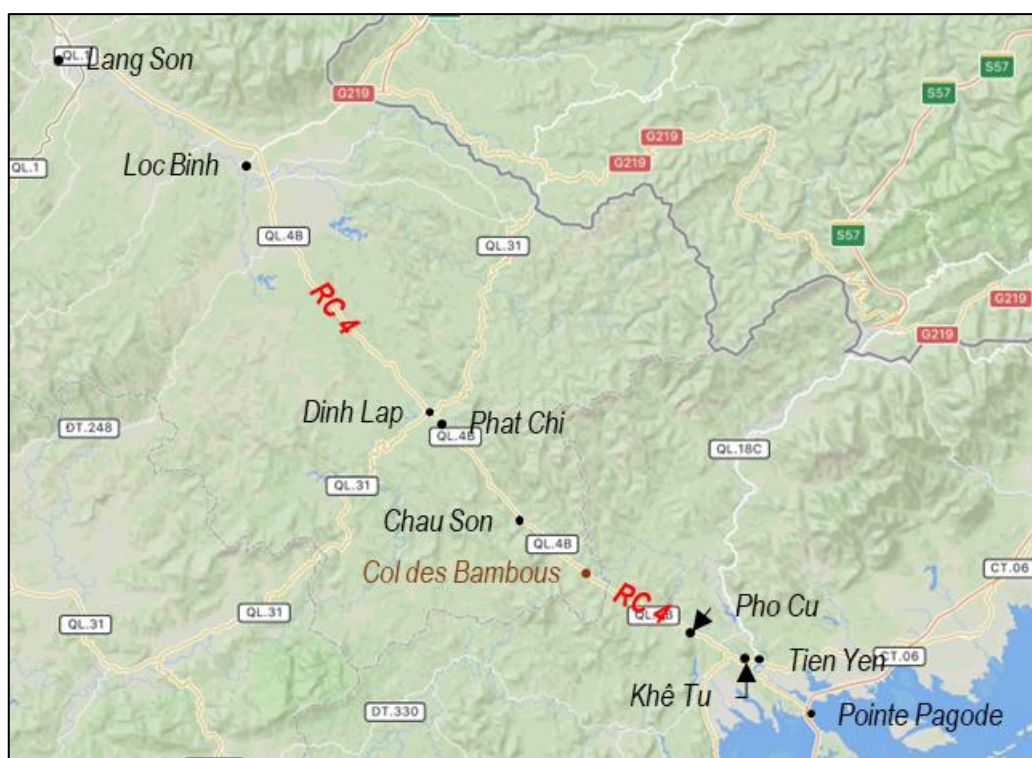 QL.1
Lang Son
G219
S57
S57
G219
G219
Loc Binh
QL.1
QL.4B
QL.31
S57
G219
G219
RC 4
Dinh Lap
Phat Chi
ĐT.248
QL.4B
QL.18C
QL.31
Chau Son
QL.4B
Col des Bambous
CT.06
RC 4
Pho Cu
QL.31
QL.31
Tien Yen
CT.06
Khê Tu
ĐT.330
Pointe Pagode